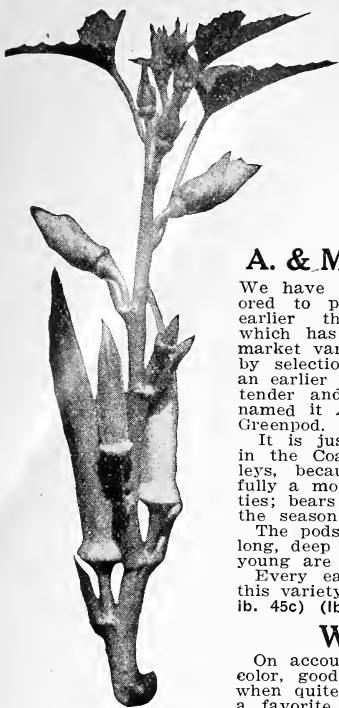 A. & M
We have
ored to p
earlier th
which has
market var
by selectio
an earlier
tender and
named it A
Greenpod.
It is jus
in the Coa
leys, becau
fully a mo
ties; bears
the season
The pods
long, deep
young are
Every ea
this variety
lb. 45c) (lb
W
On accou
color, good
when quite
a favorite